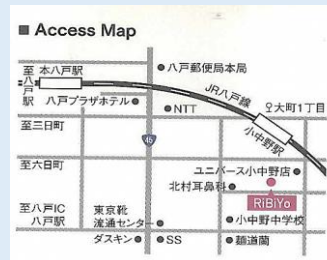 ■ Access Map
至八戸駅
本八戸駅
八戸郵便局本局
JR八戸線
八戸プラザホテル
NTT
大町1丁目
小中野駅
至三日町
45
至六日町
ユニバース小中野店
北村耳鼻科
RiBiYo
至八戸IC
八戸駅
東京靴
流通センター
小中野中学校
ダスキン
SS
麺道蘭